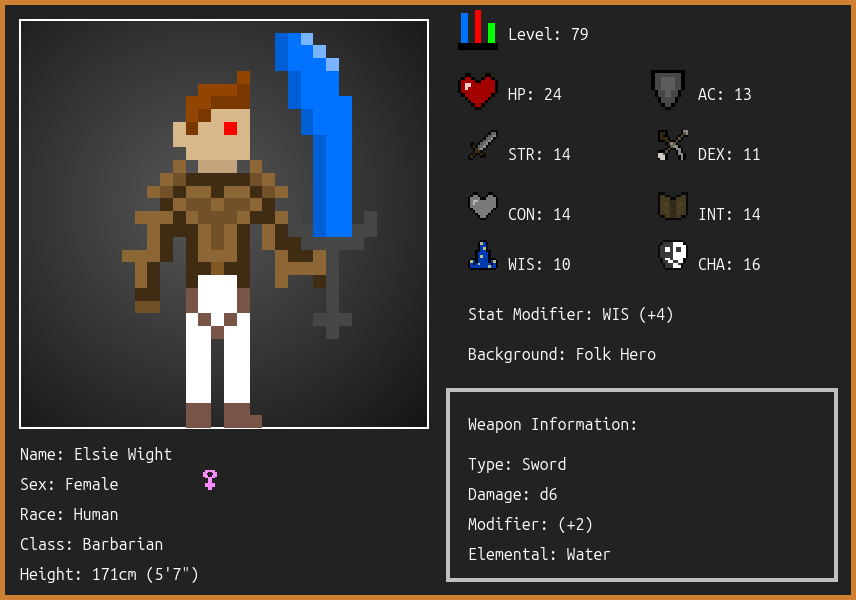 Level: 79
HP: 24
AC: 13
STR: 14
DEX: 11
CON: 14
INT: 14
WIS: 10
CHA: 16
Stat Modifier: WIS (+4)
Background: Folk Hero
Weapon Information:
Type: Sword
Damage: d6
Modifier: (+2)
Elemental: Water
Name: Elsie Wight
Sex: Female
Race: Human
Class: Barbarian
Height: 171cm (5'7")